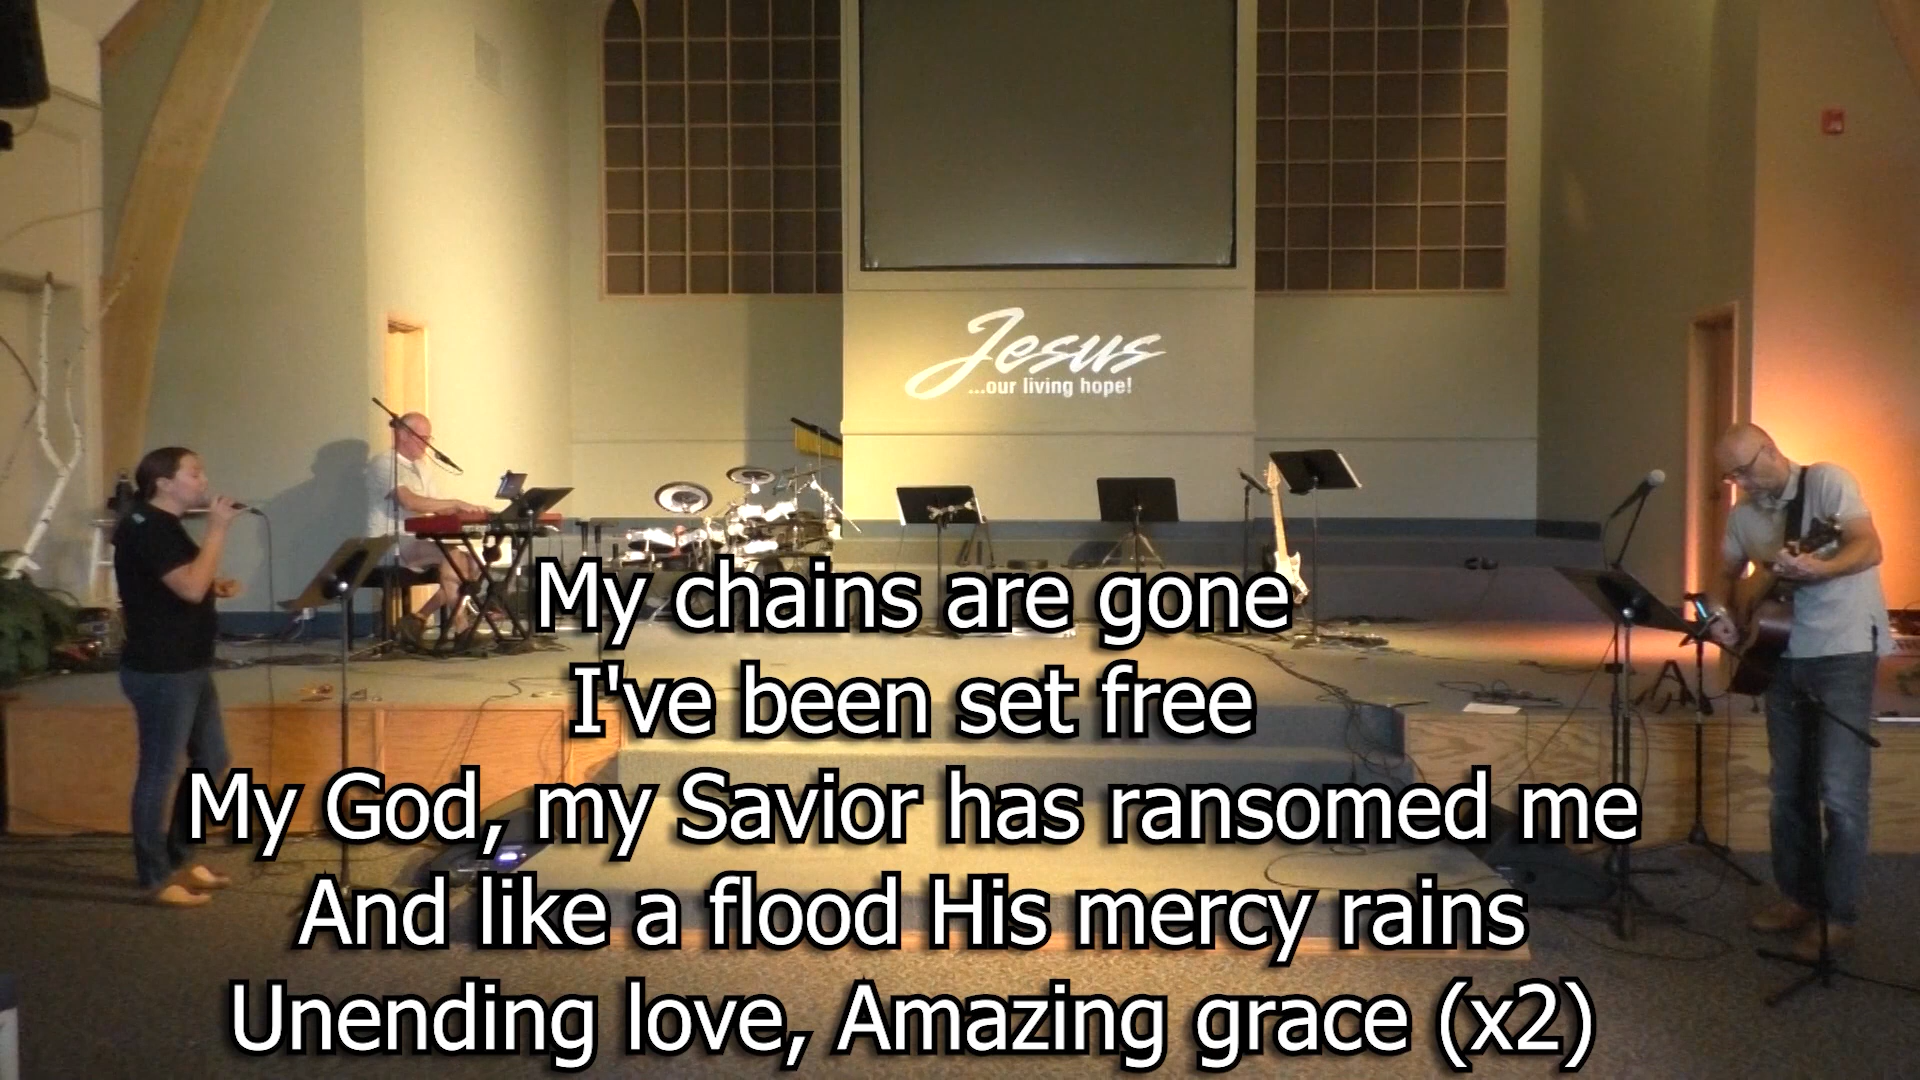 Jesus
...our living hope!
My chains are gone
I've been set free
My God, my Savior has ransomed me
And like a flood His mercy rains
Unending love, Amazing grace (x2)